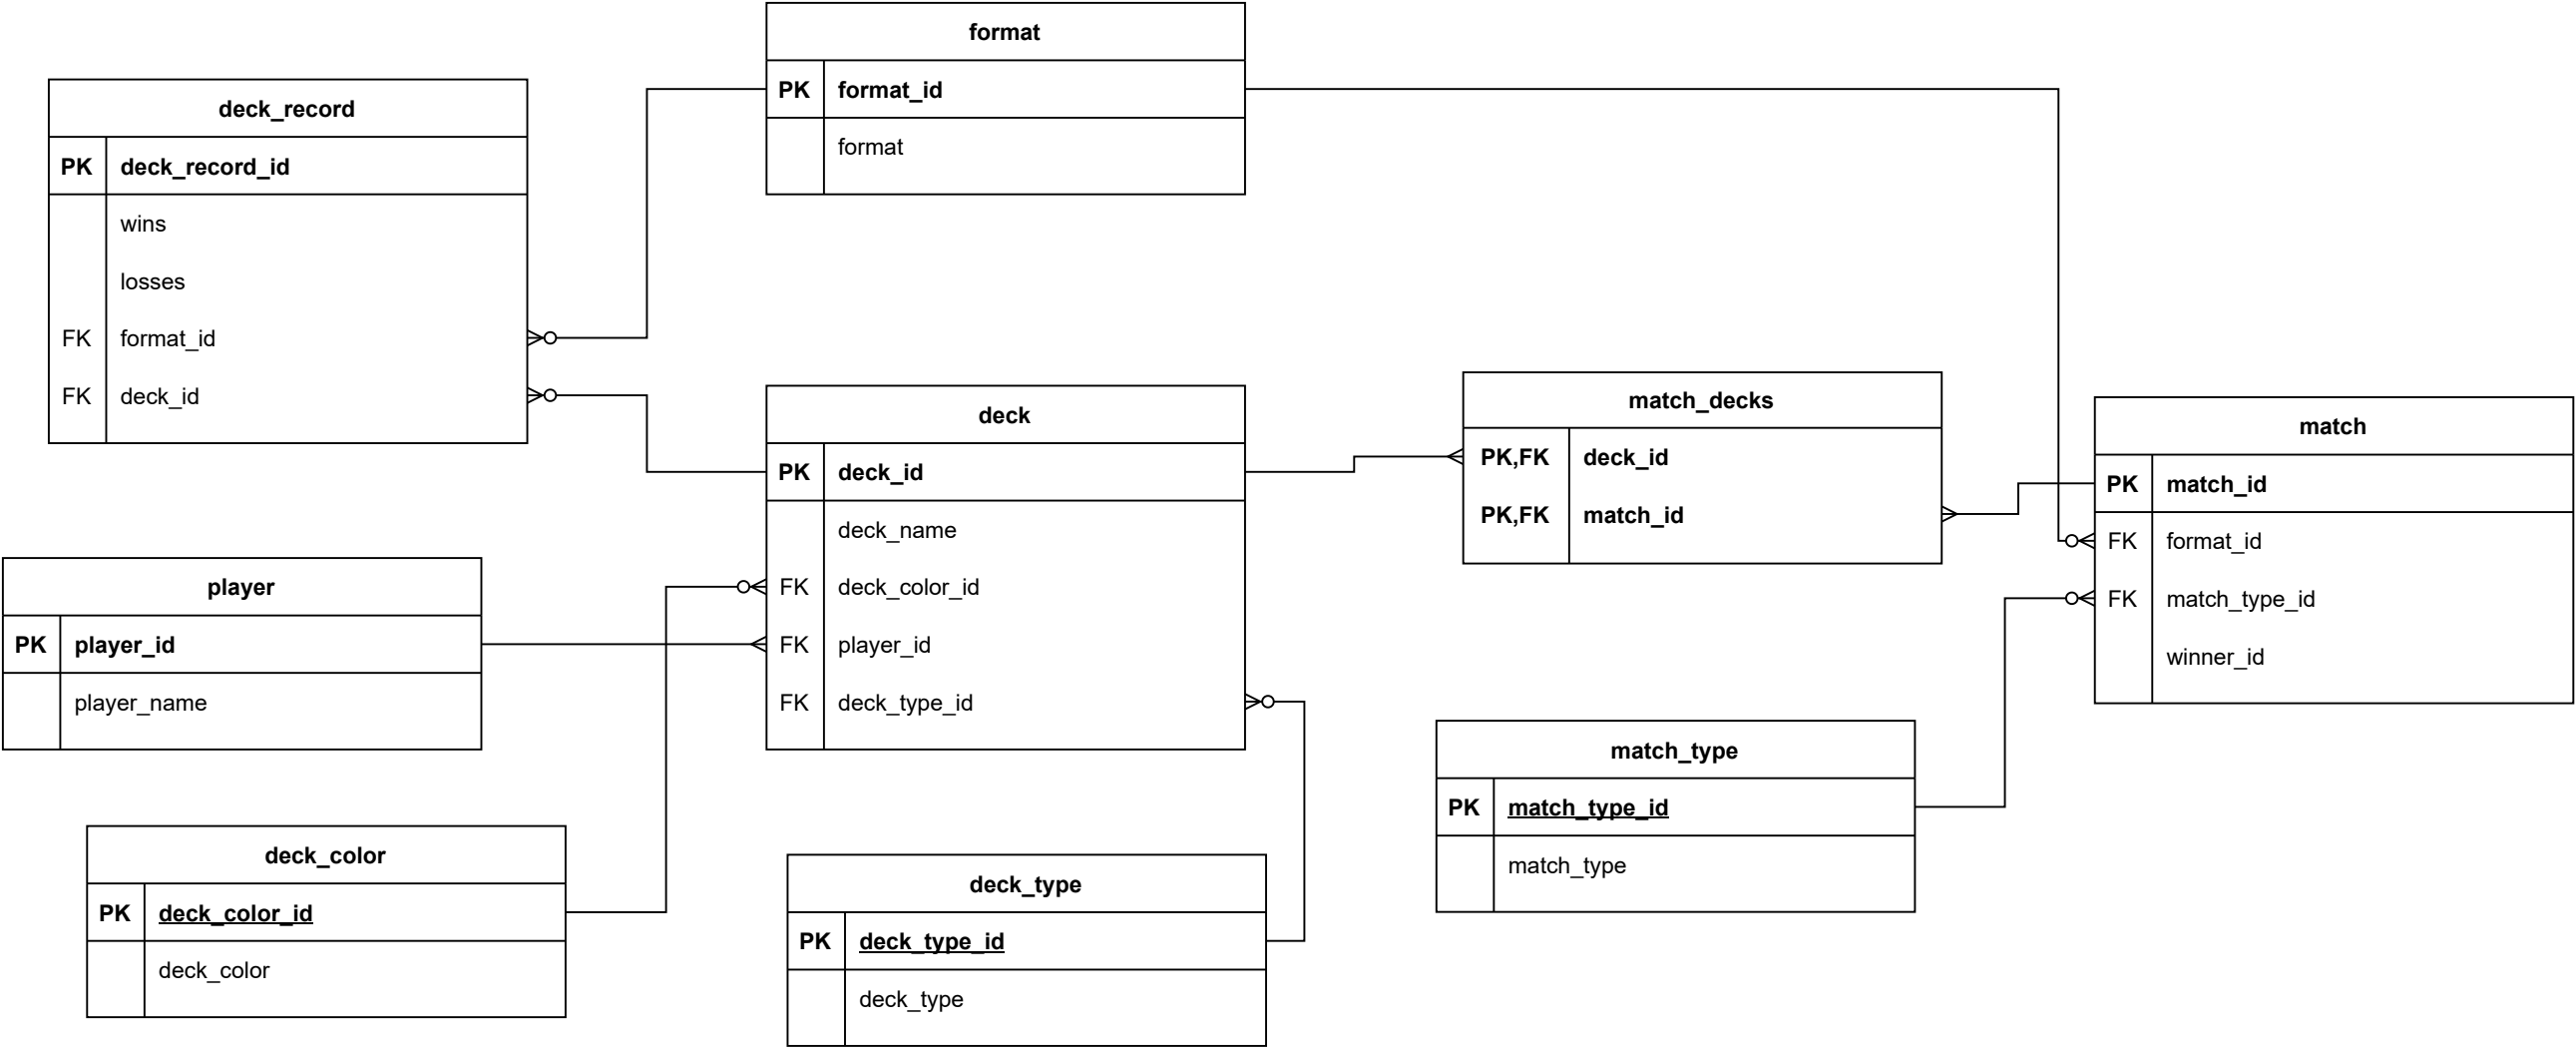 format
PK format_id
format
deck_record
PK deck_record_id
wins
losses
FK format_id
FK deck_id
deck
PK deck_id
deck_name
FK deck_color_id
FK player_id
FK deck_type_id
match_decks
PK,FK deck_id
PK,FK match_id
match
PK match_id
FK format_id
FK match_type_id
winner_id
player
PK player_id
player_name
match_type
PK match_type_id
match_type
deck_color
PK deck_color_id
deck_color
deck_type
PK deck_type_id
deck_type